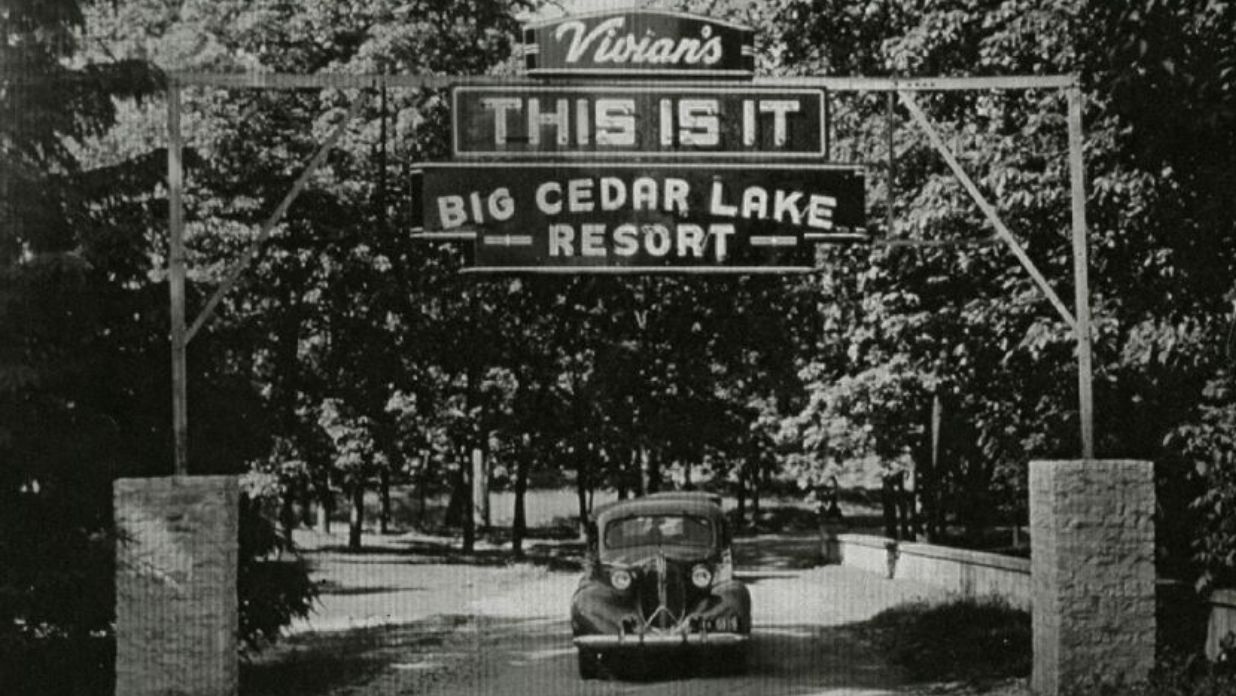 Vivian's
THIS IS IT
BIG CEDAR LAKE
RESORT